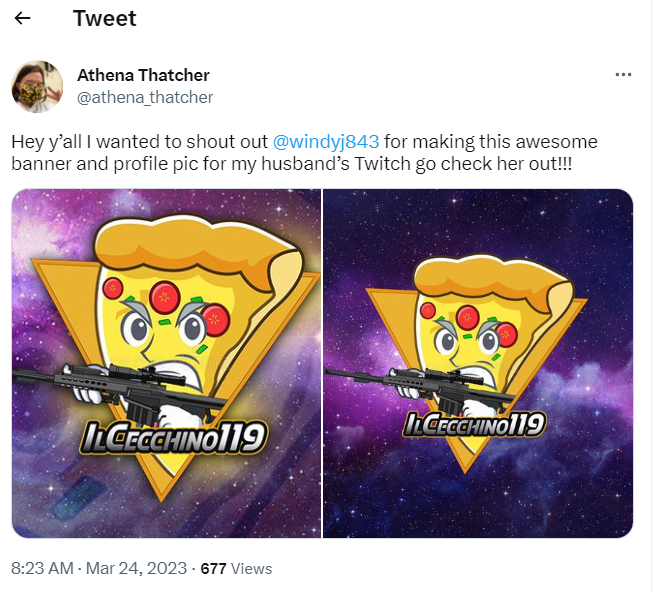 Tweet
Athena Thatcher
@athena_thatcher
Hey y’all I wanted to shout out @windyj843 for making this awesome
banner and profile pic for my husband’s Twitch go check her out!!!
ILCECCHINO119
ILCECCHINO119
8:23 AM · Mar 24, 2023 · 677 Views